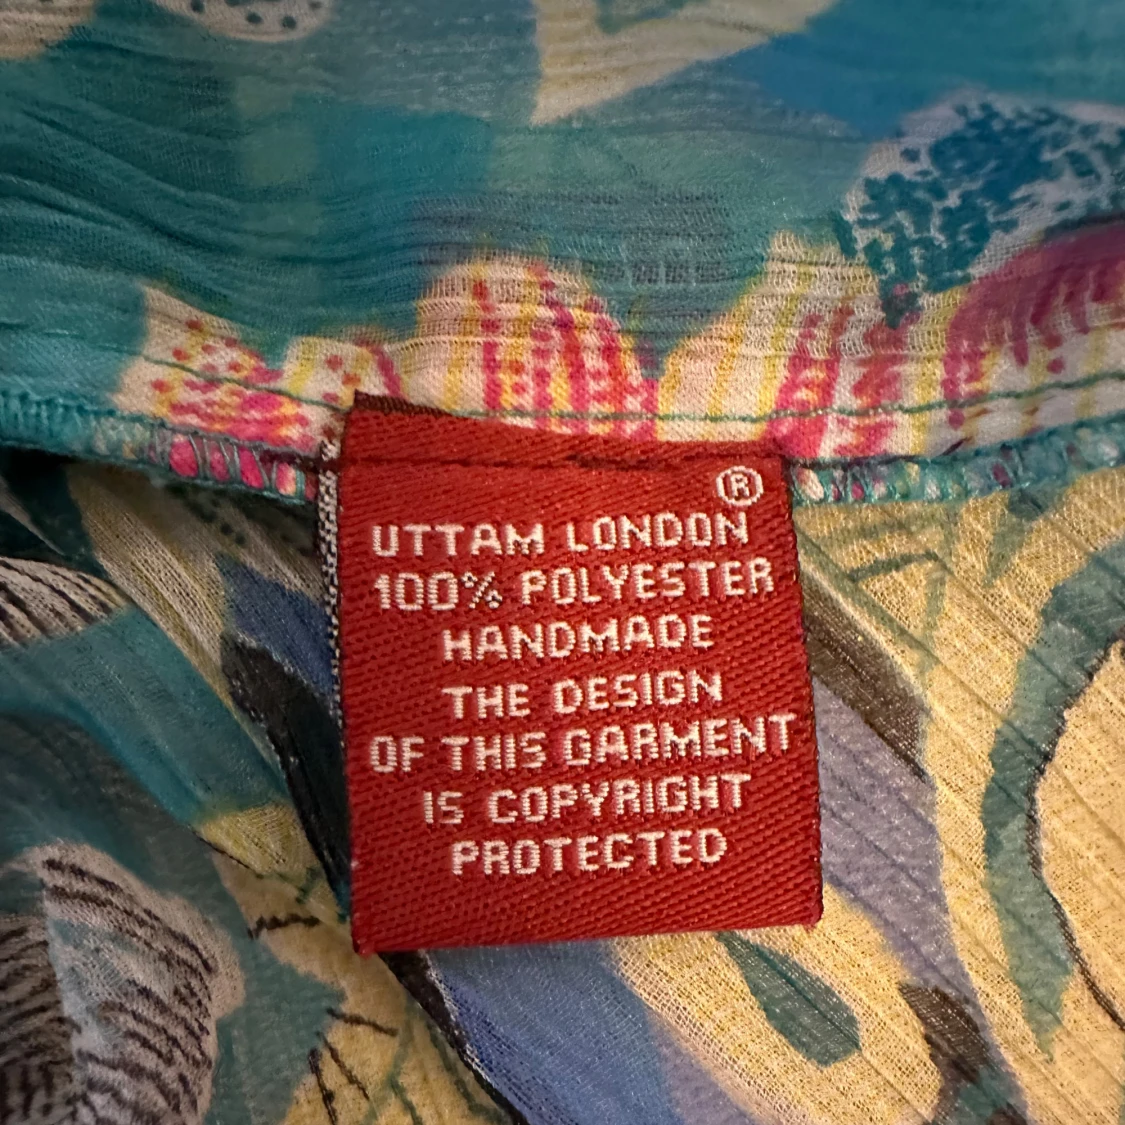 ®
UTTAM LONDON
100% POLYESTER
HANDMADE
THE DESIGN
OF THIS GARMENT
IS COPYRIGHT
PROTECTED